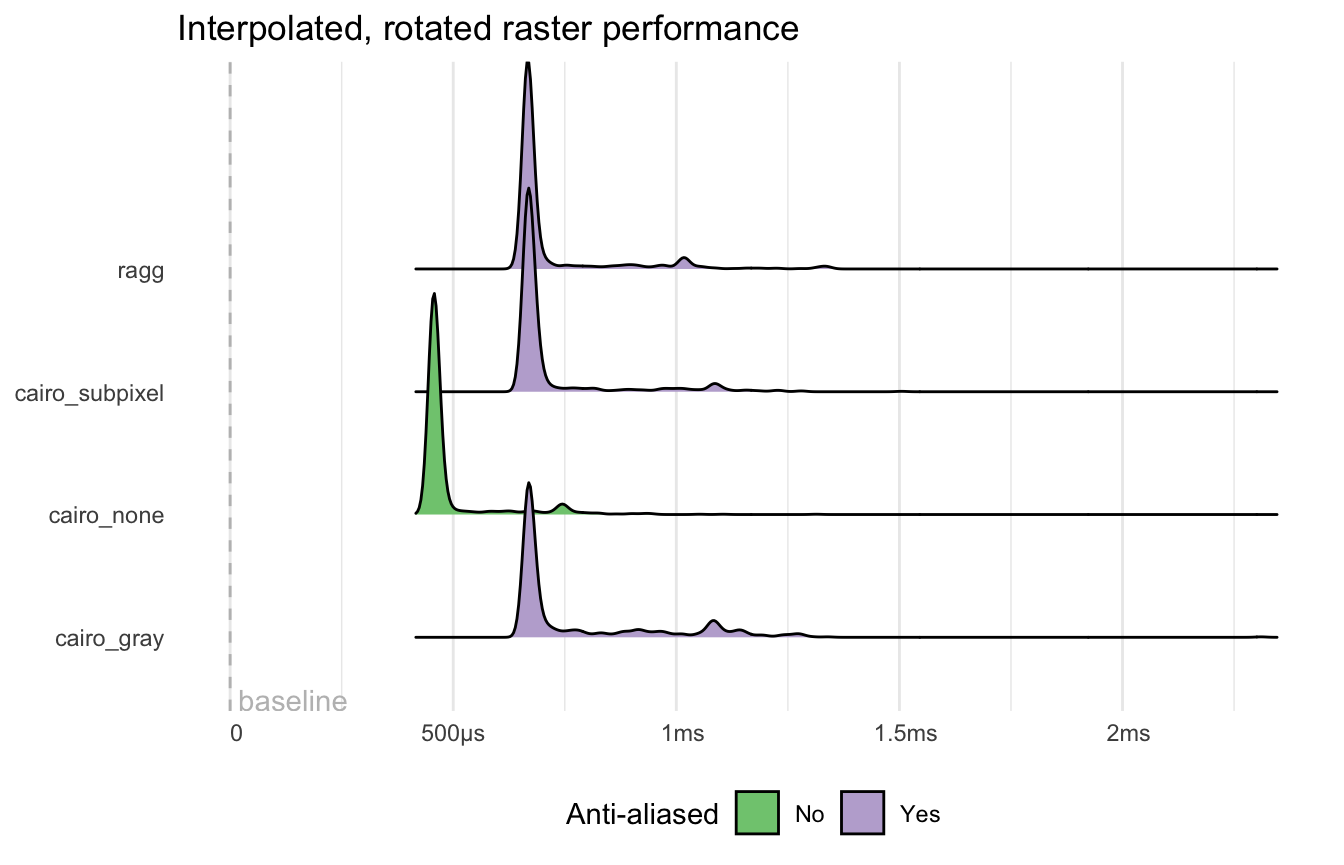 Interpolated, rotated raster performance
ragg
cairo_subpixel
cairo_none
cairo_gray
baseline
0 500µs 1ms 1.5ms 2ms
Anti-aliased No Yes